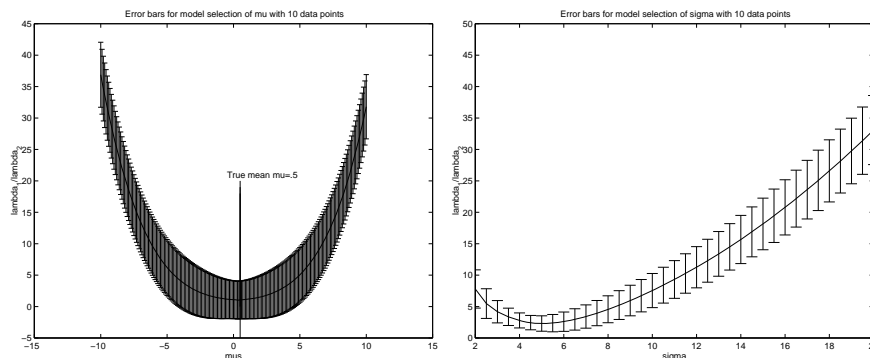 Error bars for model selection of mu with 10 data points
45
40
35
30
25
20
15
10
5
0
−5
lambda_1/lambda_2
True mean mu=.5
−15 −10 −5 0 5 10 15
mus
Error bars for model selection of sigma with 10 data points
50
45
40
35
30
25
20
15
10
5
0
2 4 6 8 10 12 14 16 18
sigma